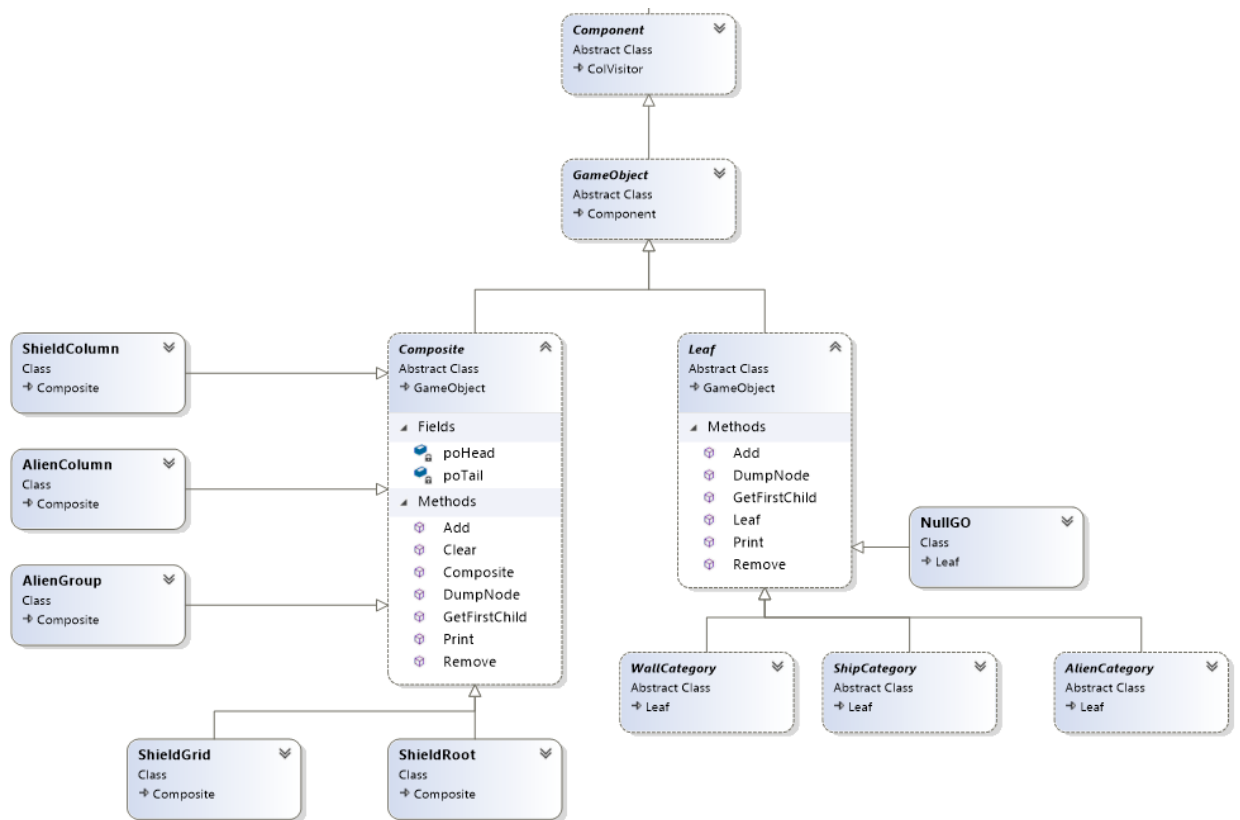 Component
Abstract Class
ColVisitor
GameObject
Abstract Class
Component
ShieldColumn
Class
Composite
AlienColumn
Class
Composite
AlienGroup
Class
Composite
Composite
Abstract Class
GameObject
Fields
poHead
poTail
Methods
Add
Clear
Composite
DumpNode
GetFirstChild
Print
Remove
Leaf
Abstract Class
GameObject
Methods
Add
DumpNode
GetFirstChild
Leaf
Print
Remove
NullGO
Class
Leaf
WallCategory
Abstract Class
Leaf
ShipCategory
Abstract Class
Leaf
AlienCategory
Abstract Class
Leaf
ShieldGrid
Class
Composite
ShieldRoot
Class
Composite